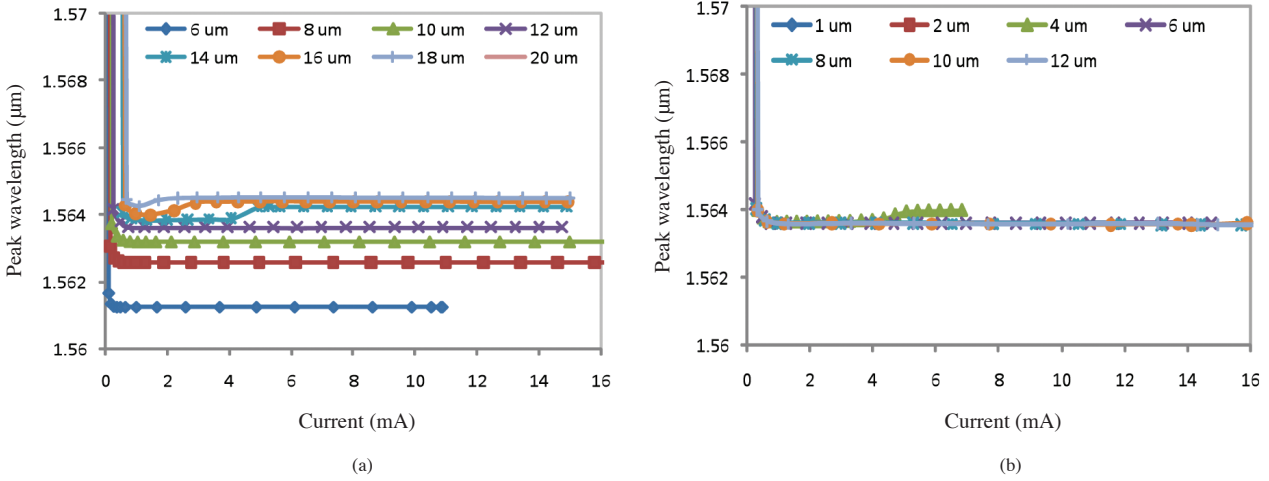 1.57
1.568
1.566
1.564
1.562
1.56
Peak wavelength (μm)
6 um 8 um 10 um 12 um
14 um 16 um 18 um 20 um
0 2 4 6 8 10 12 14 16
Current (mA)
(a)
1.57
1.568
1.566
1.564
1.562
1.56
Peak wavelength (μm)
1 um 2 um 4 um 6 um
8 um 10 um 12 um
0 2 4 6 8 10 12 14 16
Current (mA)
(b)